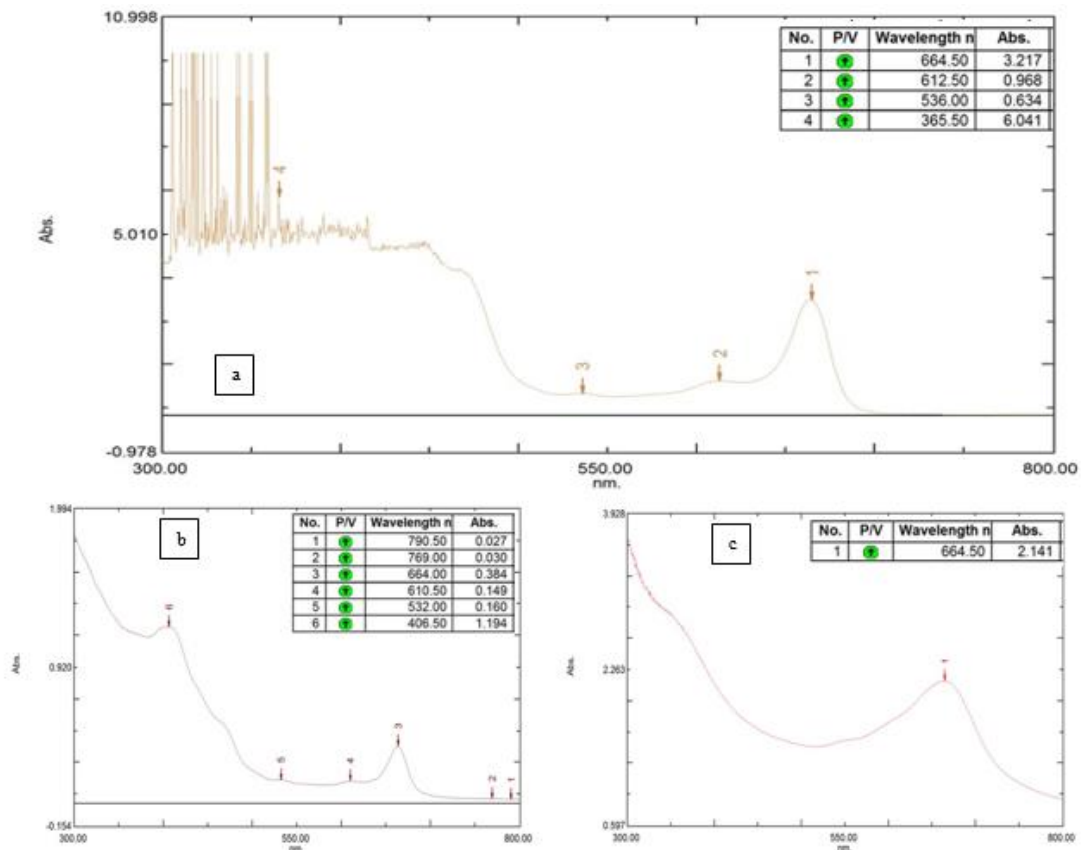 10.998
No. P/V Wavelength n Abs.
1 664.50 3.217
2 612.50 0.968
3 536.00 0.634
4 365.50 6.041
4
Abs.
5.010
1
2
3
a
-0.978
300.00 550.00 800.00
nm.
1.994
b
No. P/V Wavelength n Abs.
1 790.50 0.027
2 769.00 0.030
3 664.00 0.384
4 610.50 0.149
5 532.00 0.160
6 406.50 1.194
6
Abs.
0.920
3
5
4
2
1
-0.154
300.00 550.00 800.00
nm.
3.928
c
No. P/V Wavelength n Abs.
1 664.50 2.141
Abs.
2.263
1
0.597
300.00 550.00 800.00